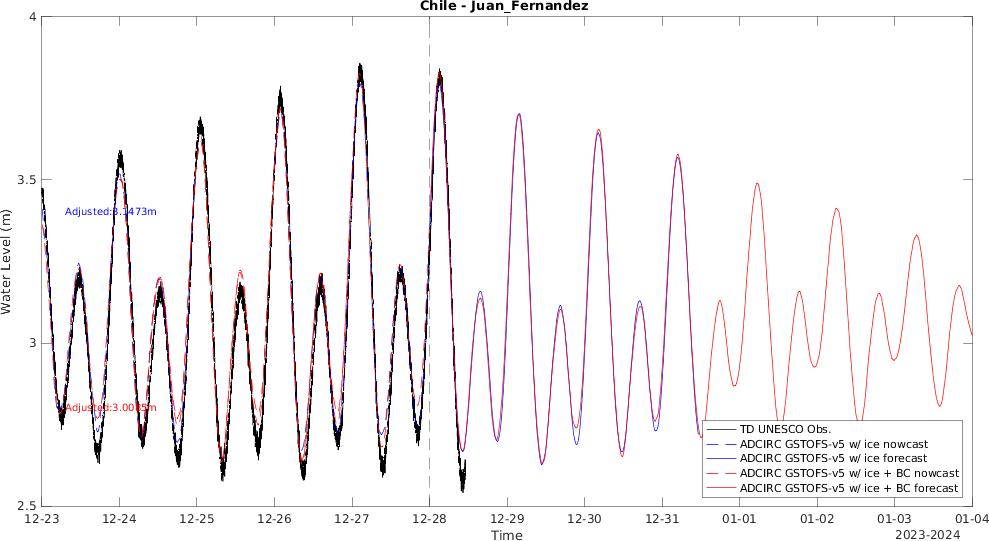 Chile - Juan_Fernandez
4
3.5
3
2.5
Water Level (m)
Adjusted:3.1473m
Adjusted:3.0085m
TD UNESCO Obs.
ADCIRC GSTOFS-v5 w/ ice nowcast
ADCIRC GSTOFS-v5 w/ ice forecast
ADCIRC GSTOFS-v5 w/ ice + BC nowcast
ADCIRC GSTOFS-v5 w/ ice + BC forecast
12-23 12-24 12-25 12-26 12-27 12-28 12-29 12-30 12-31 01-01 01-02 01-03 01-04
Time
2023-2024